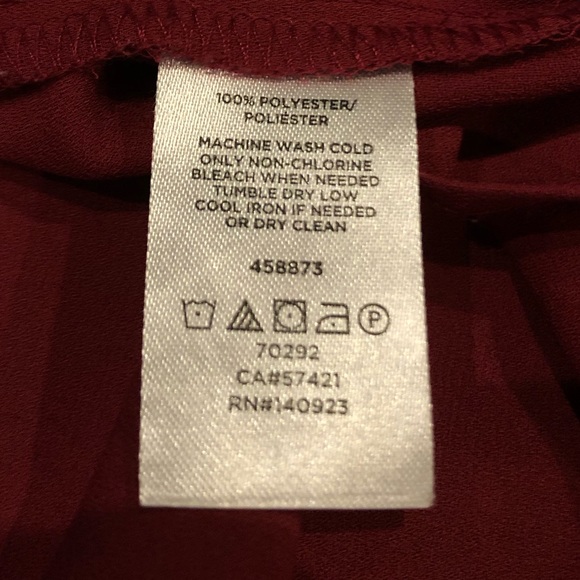 100% POLYESTER/
POLIÉSTER
MACHINE WASH COLD
ONLY NON-CHLORINE
BLEACH WHEN NEEDED
TUMBLE DRY LOW
COOL IRON IF NEEDED
OR DRY CLEAN
458873
P
70292
CA#57421
RN#140923